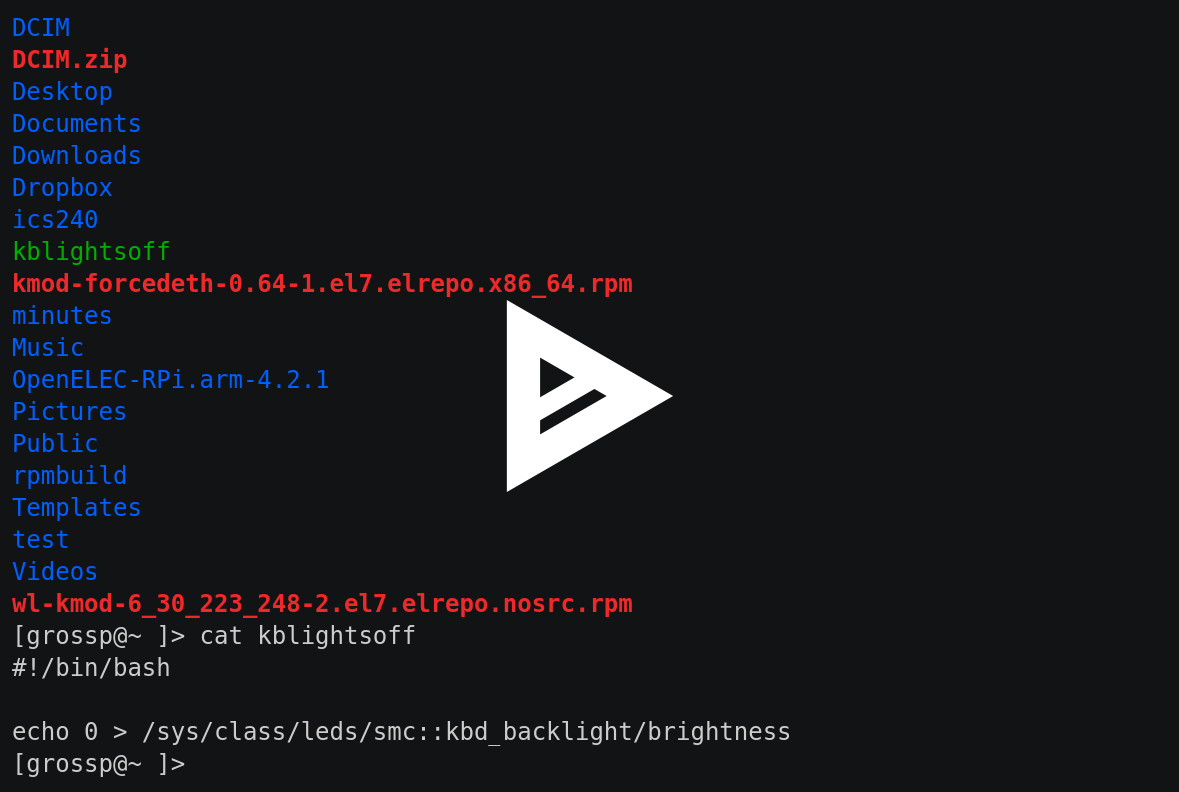 DCIM
DCIM.zip
Desktop
Documents
Downloads
Dropbox
ics240
kblightsoff
kmod-forcedeth-0.64-1.el7.elrepo.x86_64.rpm
minutes
Music
OpenELEC-RPi.arm-4.2.1
Pictures
Public
rpmbuild
Templates
test
Videos
wl-kmod-6_30_223_248-2.el7.elrepo.nosrc.rpm
[grossp@~ ]> cat kblightsoff
#!/bin/bash
echo 0 > /sys/class/leds/smc::kbd_backlight/brightness
[grossp@~ ]>